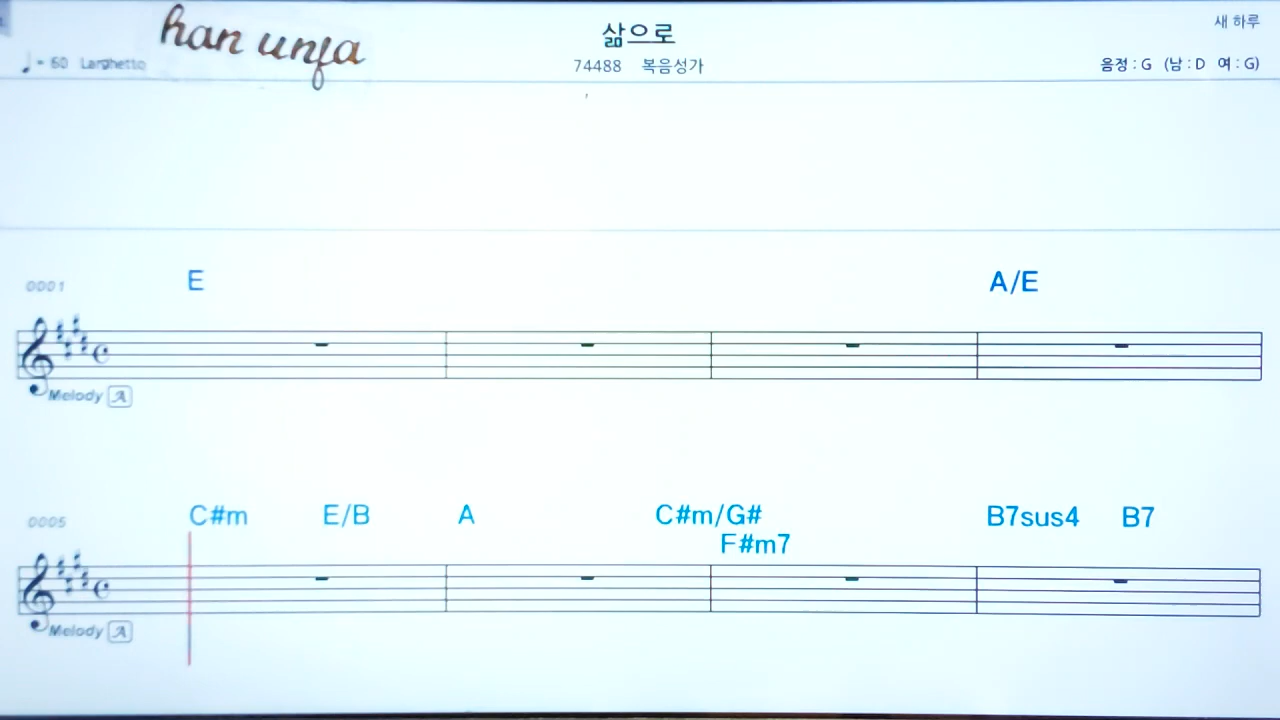 han unfa
삶으로
새 하루
♩ = 60 Larghetto
74488 복음성가
음정 : G (남 : D 여 : G)
0001 E A/E
Melody A
0005 C#m E/B A C#m/G# B7sus4 B7
F#m7
Melody A